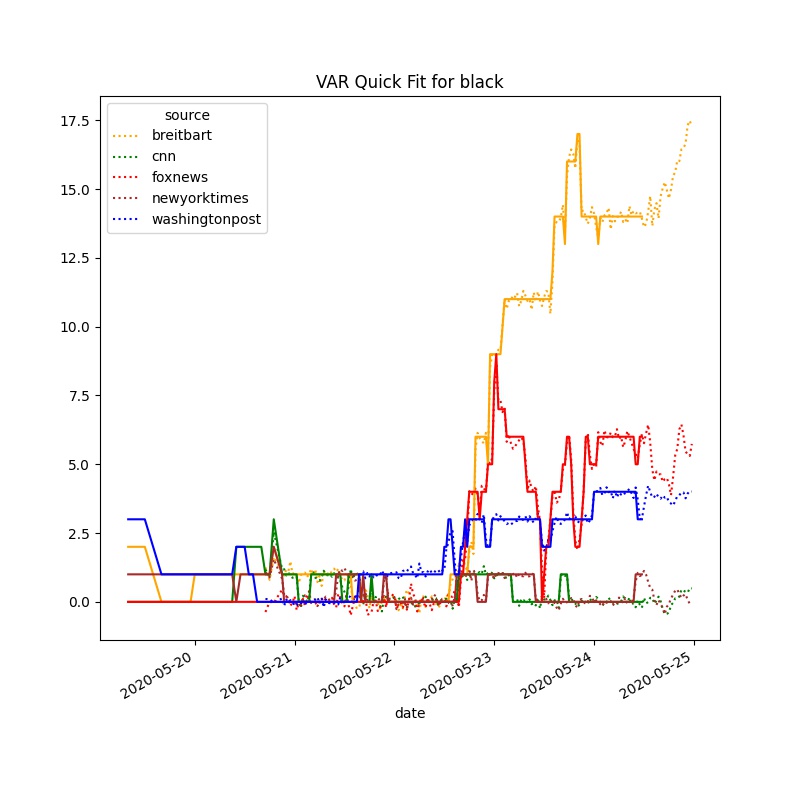 VAR Quick Fit for black
source
breitbart
cnn
foxnews
newyorktimes
washingtonpost
17.5
15.0
12.5
10.0
7.5
5.0
2.5
0.0
2020-05-20
2020-05-21
2020-05-22
2020-05-23
2020-05-24
2020-05-25
date